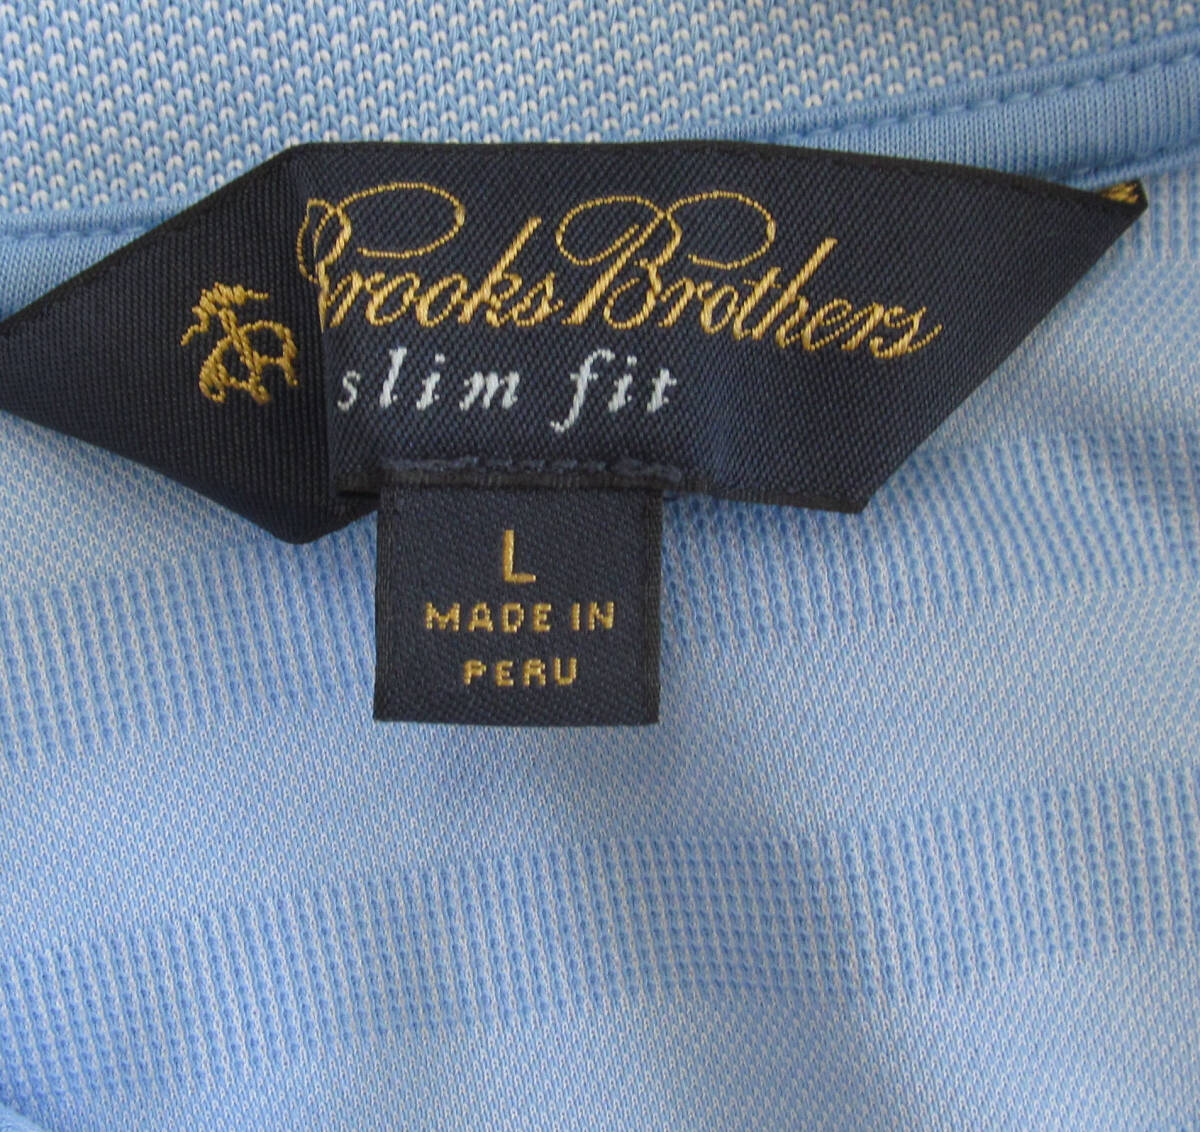 Brooks Brothers
slim fit
L
MADE IN
PERU